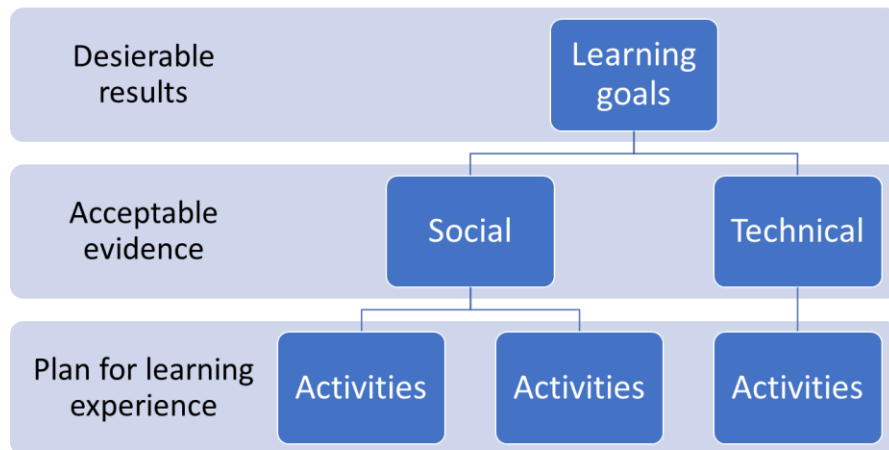 Desierable
results
Learning
goals
Acceptable
evidence
Social
Technical
Plan for learning
experience
Activities
Activities
Activities